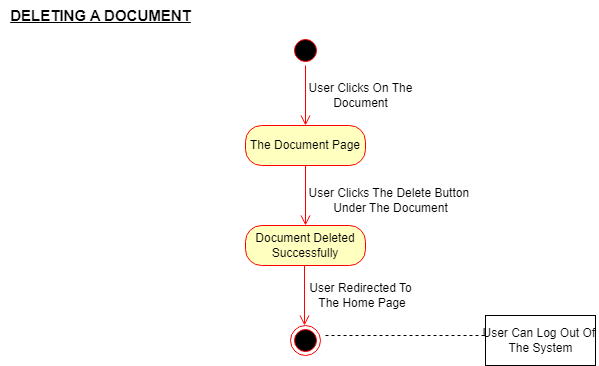 DELETING A DOCUMENT
User Clicks On The
Document
The Document Page
User Clicks The Delete Button
Under The Document
Document Deleted
Successfully
User Redirected To
The Home Page
User Can Log Out Of
The System